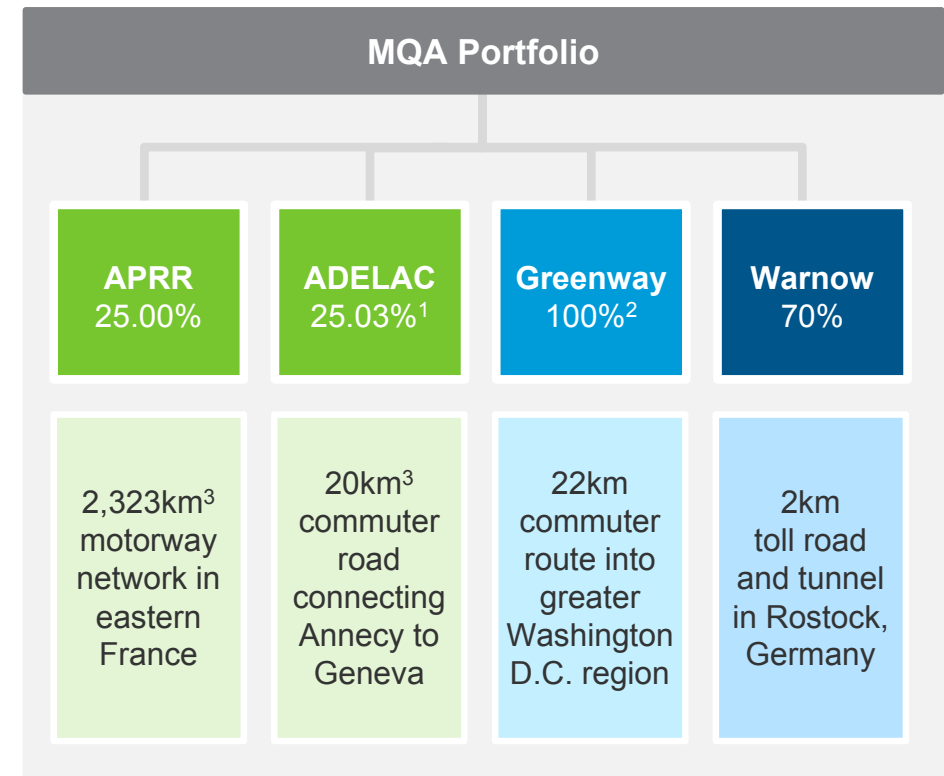 MQA Portfolio
APRR
25.00%
ADELAC
25.03%¹
Greenway
100%²
Warnow
70%
2,323km³
motorway
network in
eastern
France
20km³
commuter
road
connecting
Annecy to
Geneva
22km
commuter
route into
greater
Washington
D.C. region
2km
toll road
and tunnel
in Rostock,
Germany